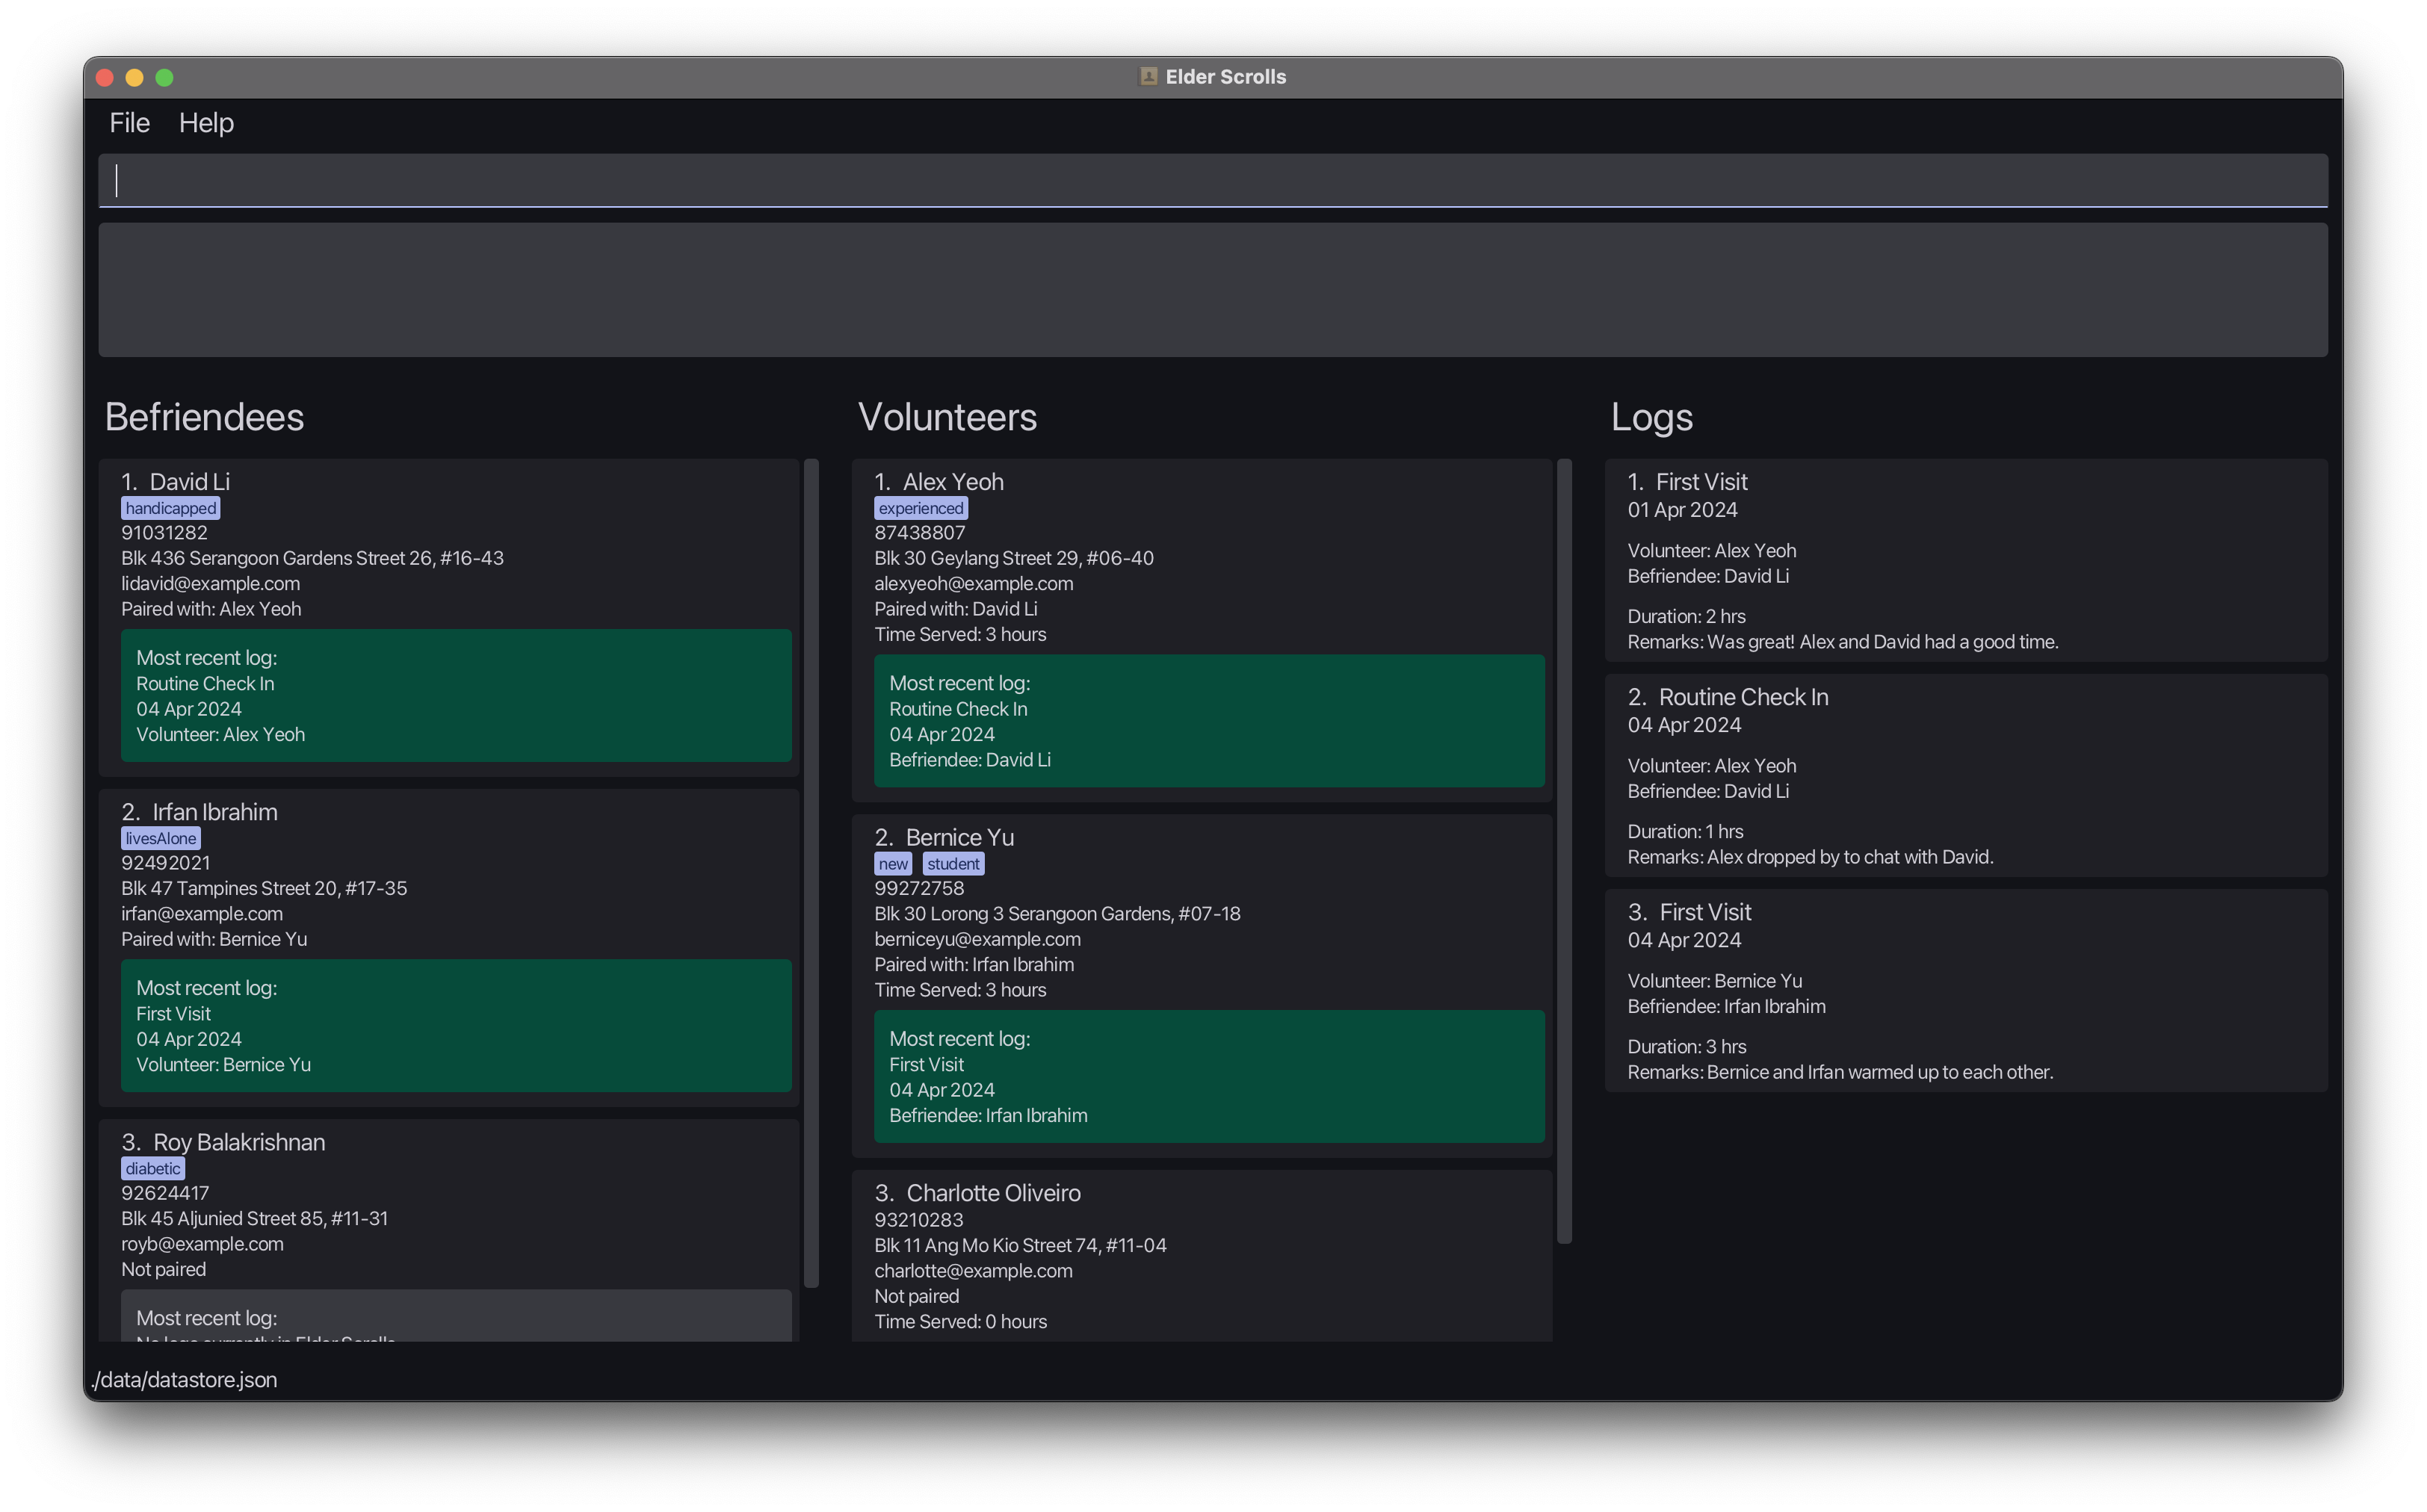 Elder Scrolls
File Help
Befriendees
1. David Li
handicapped
91031282
Blk 436 Serangoon Gardens Street 26, #16-43
lidavid@example.com
Paired with: Alex Yeoh
Most recent log:
Routine Check In
04 Apr 2024
Volunteer: Alex Yeoh
2. Irfan Ibrahim
livesAlone
92492021
Blk 47 Tampines Street 20, #17-35
irfan@example.com
Paired with: Bernice Yu
Most recent log:
First Visit
04 Apr 2024
Volunteer: Bernice Yu
3. Roy Balakrishnan
diabetic
92624417
Blk 45 Aljunied Street 85, #11-31
royb@example.com
Not paired
Most recent log:
No logs currently in Elder Scrolls
Volunteers
1. Alex Yeoh
experienced
87438807
Blk 30 Geylang Street 29, #06-40
alexyeoh@example.com
Paired with: David Li
Time Served: 3 hours
Most recent log:
Routine Check In
04 Apr 2024
Befriendee: David Li
2. Bernice Yu
new student
99272758
Blk 30 Lorong 3 Serangoon Gardens, #07-18
berniceyu@example.com
Paired with: Irfan Ibrahim
Time Served: 3 hours
Most recent log:
First Visit
04 Apr 2024
Befriendee: Irfan Ibrahim
3. Charlotte Oliveiro
93210283
Blk 11 Ang Mo Kio Street 74, #11-04
charlotte@example.com
Not paired
Time Served: 0 hours
Logs
1. First Visit
01 Apr 2024
Volunteer: Alex Yeoh
Befriendee: David Li
Duration: 2 hrs
Remarks: Was great! Alex and David had a good time.
2. Routine Check In
04 Apr 2024
Volunteer: Alex Yeoh
Befriendee: David Li
Duration: 1 hrs
Remarks: Alex dropped by to chat with David.
3. First Visit
04 Apr 2024
Volunteer: Bernice Yu
Befriendee: Irfan Ibrahim
Duration: 3 hrs
Remarks: Bernice and Irfan warmed up to each other.
./data/datastore.json